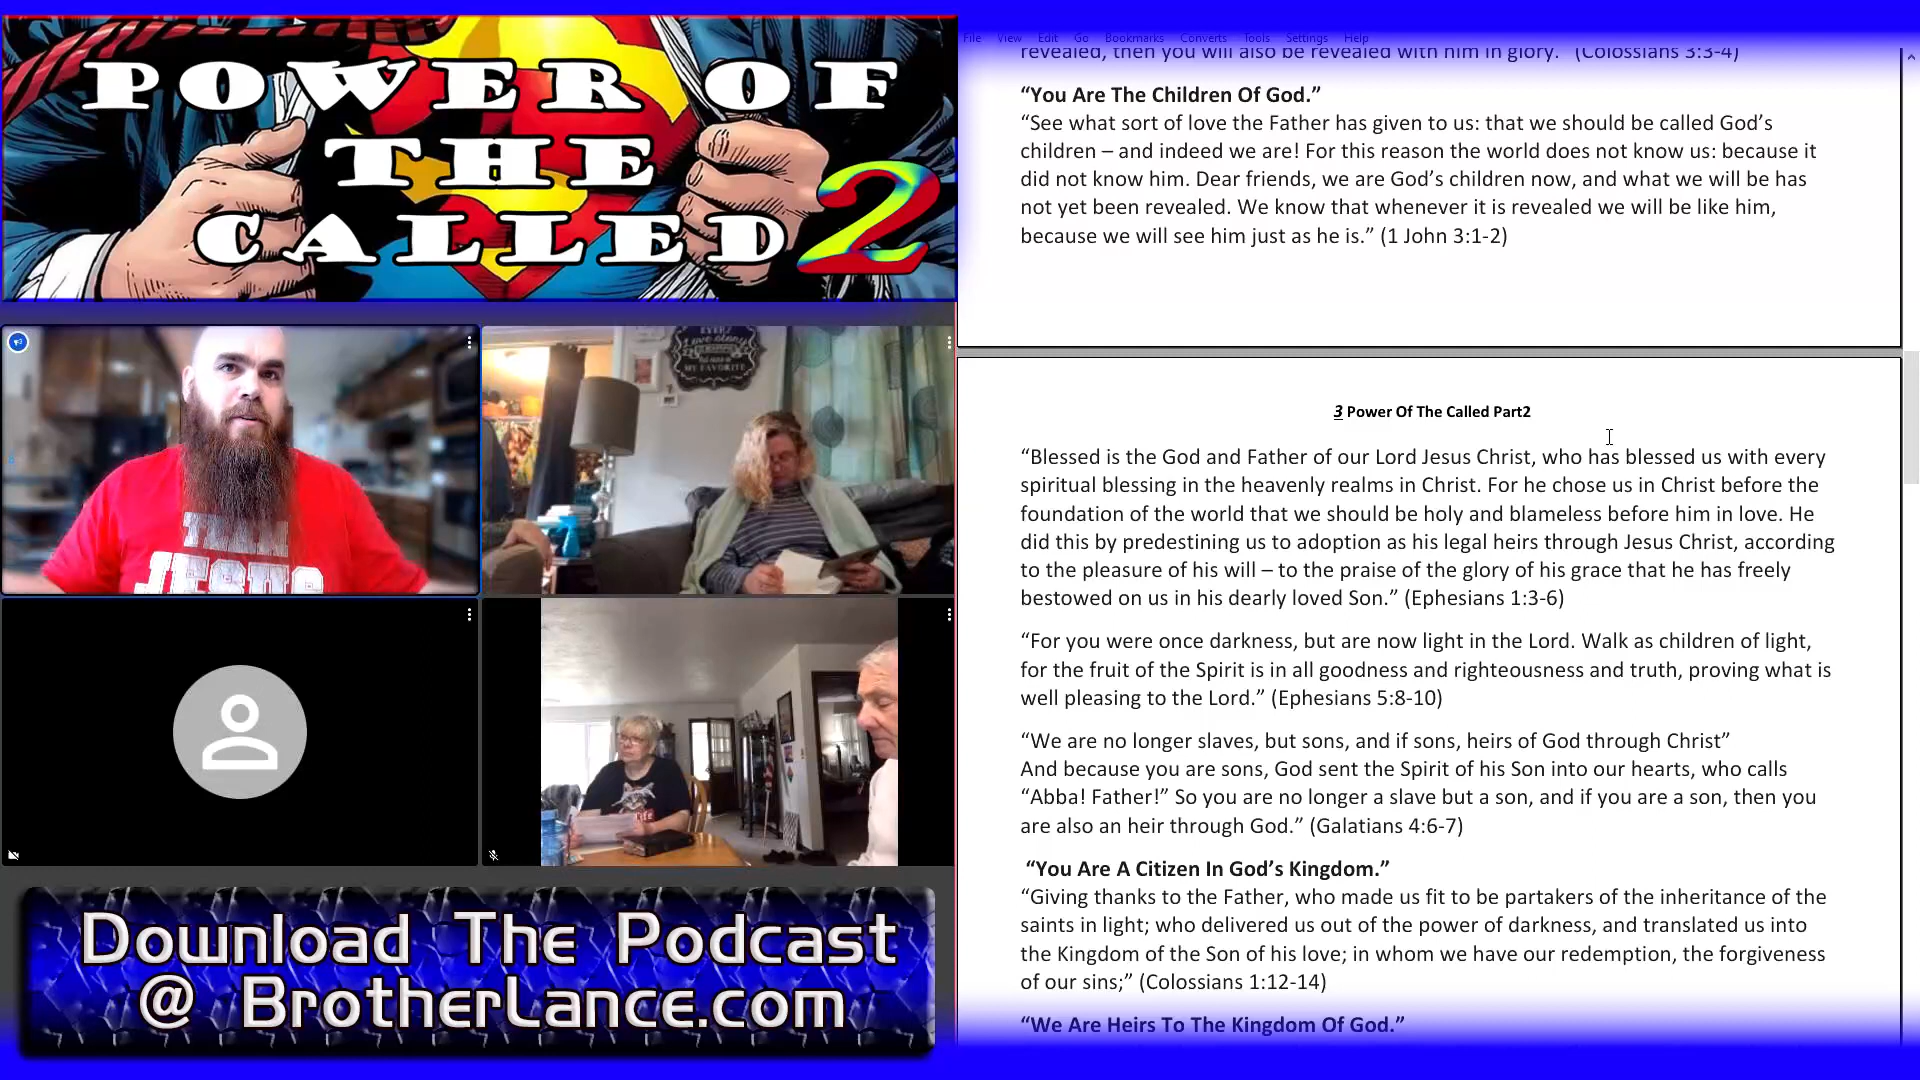 POWER OF
THE
CALLED 2
Love story
MY FAVORITE
JESUS
Download The Podcast
@ BrotherLance.com
File View Edit Go Bookmarks Converts Tools Settings Help
revealed, then you will also be revealed with him in glory.” (Colossians 3:3-4)
“You Are The Children Of God.”
“See what sort of love the Father has given to us: that we should be called God’s
children – and indeed we are! For this reason the world does not know us: because it
did not know him. Dear friends, we are God’s children now, and what we will be has
not yet been revealed. We know that whenever it is revealed we will be like him,
because we will see him just as he is.” (1 John 3:1-2)
3 Power Of The Called Part2
“Blessed is the God and Father of our Lord Jesus Christ, who has blessed us with every
spiritual blessing in the heavenly realms in Christ. For he chose us in Christ before the
foundation of the world that we should be holy and blameless before him in love. He
did this by predestining us to adoption as his legal heirs through Jesus Christ, according
to the pleasure of his will – to the praise of the glory of his grace that he has freely
bestowed on us in his dearly loved Son.” (Ephesians 1:3-6)
“For you were once darkness, but are now light in the Lord. Walk as children of light,
for the fruit of the Spirit is in all goodness and righteousness and truth, proving what is
well pleasing to the Lord.” (Ephesians 5:8-10)
“We are no longer slaves, but sons, and if sons, heirs of God through Christ”
And because you are sons, God sent the Spirit of his Son into our hearts, who calls
“Abba! Father!” So you are no longer a slave but a son, and if you are a son, then you
are also an heir through God.” (Galatians 4:6-7)
“You Are A Citizen In God’s Kingdom.”
“Giving thanks to the Father, who made us fit to be partakers of the inheritance of the
saints in light; who delivered us out of the power of darkness, and translated us into
the Kingdom of the Son of his love; in whom we have our redemption, the forgiveness
of our sins;” (Colossians 1:12-14)
“We Are Heirs To The Kingdom Of God.”